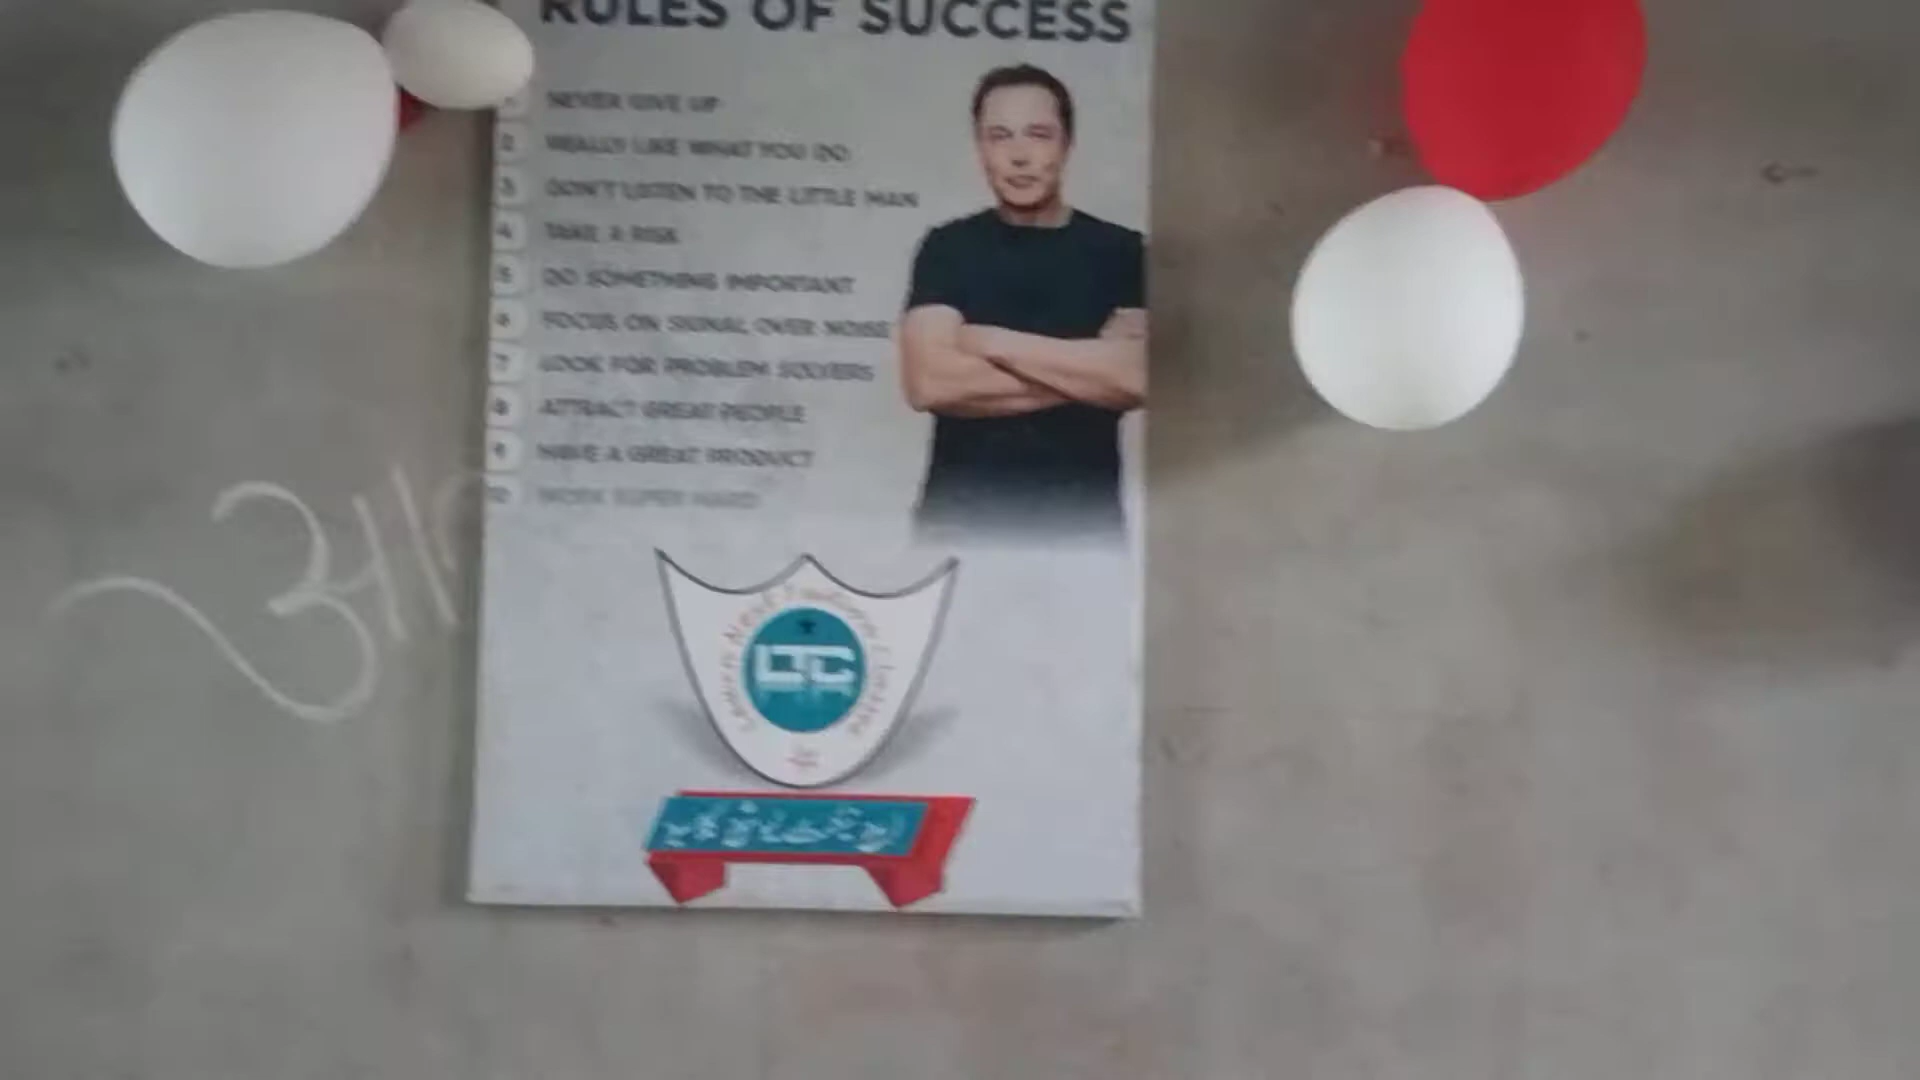 RULES OF SUCCESS
1 NEVER GIVE UP
2 REALLY LIKE WHAT YOU DO
3 DON'T LISTEN TO THE LITTLE MAN
4 TAKE A RISK
5 DO SOMETHING IMPORTANT
6 FOCUS ON SIGNAL OVER NOISE
7 LOOK FOR PROBLEM SOLVERS
8 ATTRACT GREAT PEOPLE
9 HAVE A GREAT PRODUCT
10 WORK SUPER HARD
LTC